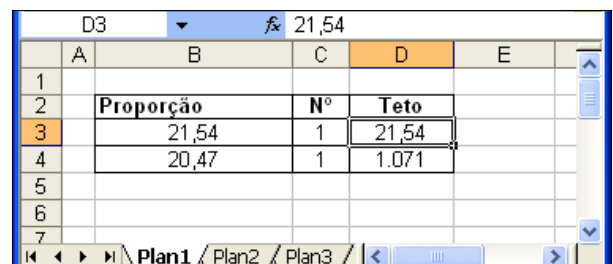 D3 fx 21,54
A B C D E
1
2 Proporção Nº Teto
3 21,54 1 21,54
4 20,47 1 1.071
5
6
7
Plan1 / Plan2 / Plan3 /